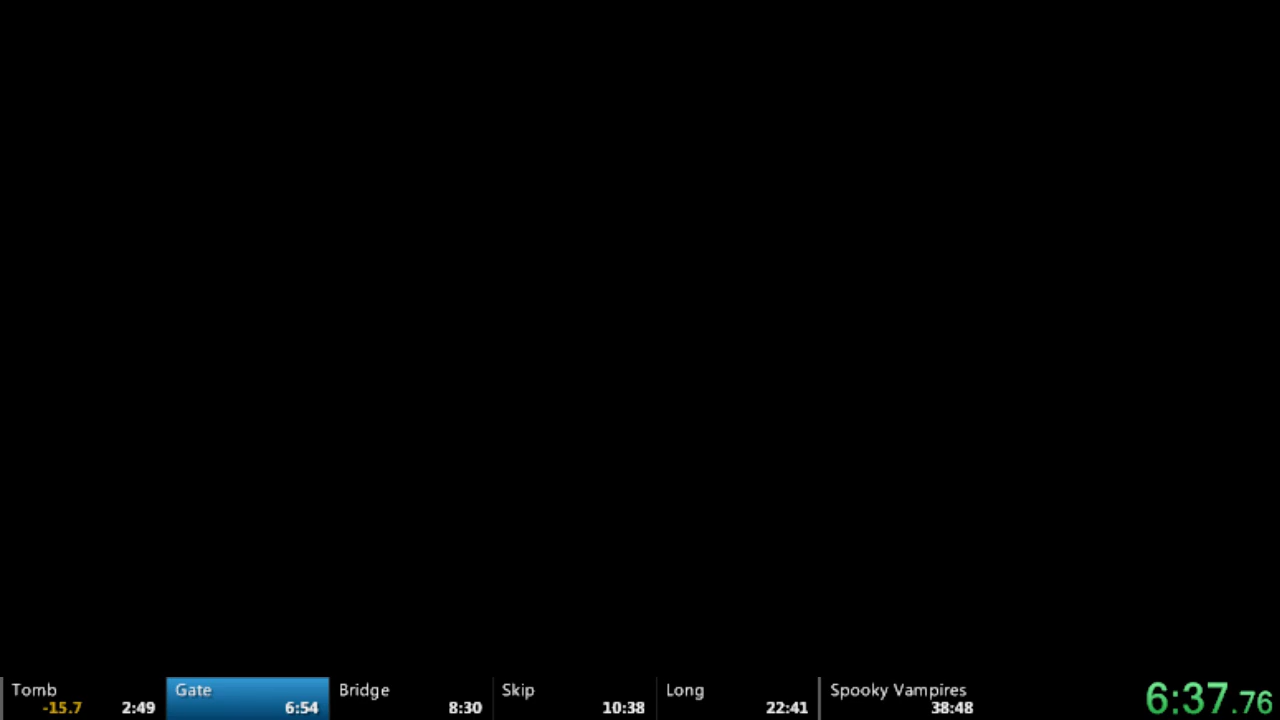 Tomb
-15.7 2:49
Gate
6:54
Bridge
8:30
Skip
10:38
Long
22:41
Spooky Vampires
38:48
6:37.76